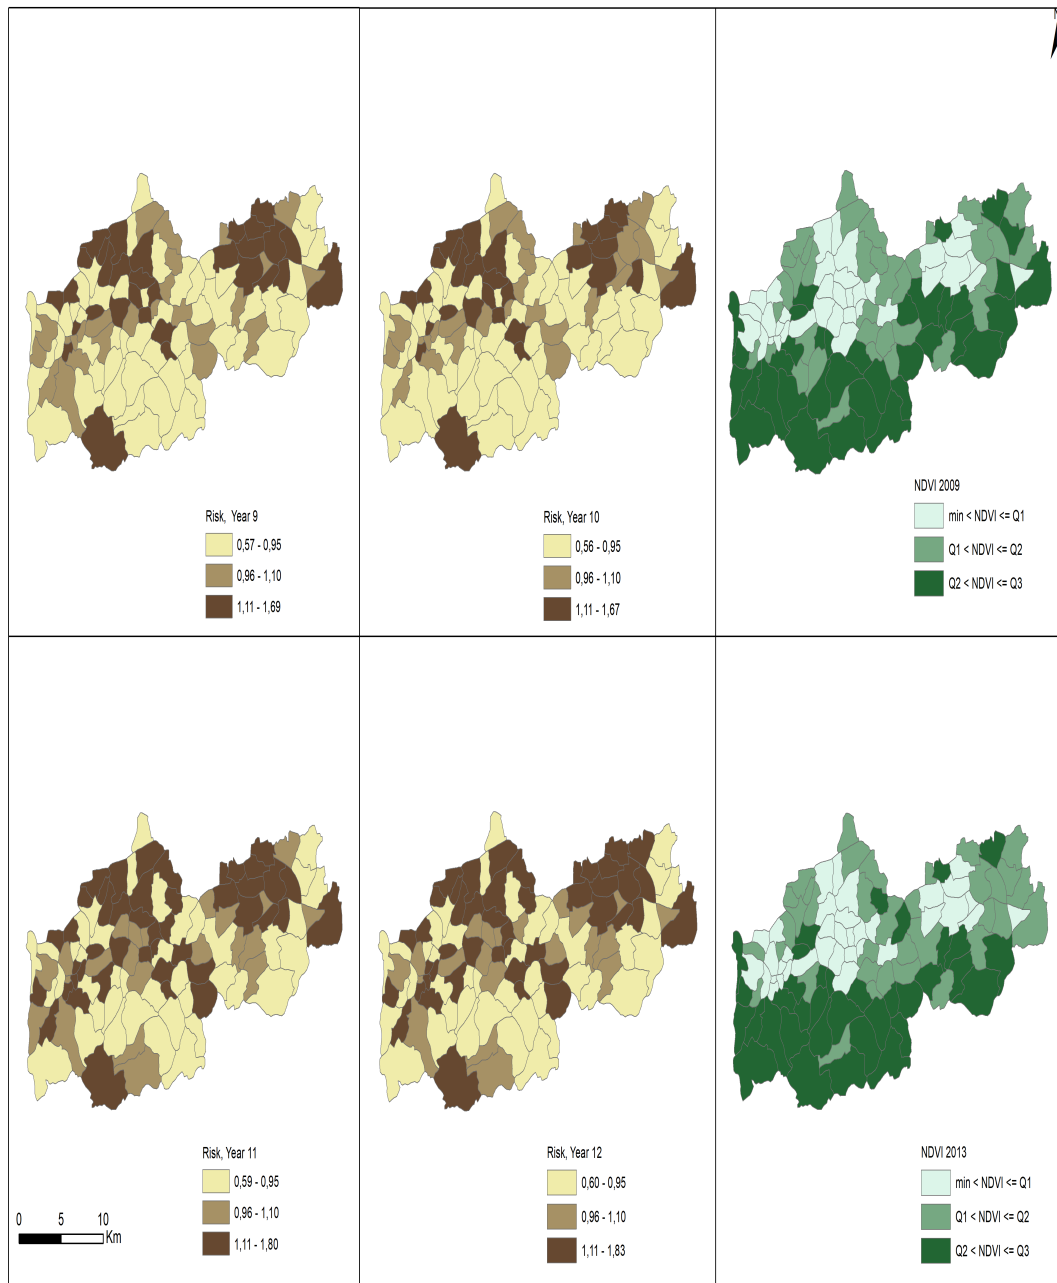 N
Risk, Year 9
0,57 - 0,95
0,96 - 1,10
1,11 - 1,69
Risk, Year 10
0,56 - 0,95
0,96 - 1,10
1,11 - 1,67
NDVI 2009
min < NDVI <= Q1
Q1 < NDVI <= Q2
Q2 < NDVI <= Q3
Risk, Year 11
0,59 - 0,95
0,96 - 1,10
1,11 - 1,80
0 5 10
Km
Risk, Year 12
0,60 - 0,95
0,96 - 1,10
1,11 - 1,83
NDVI 2013
min < NDVI <= Q1
Q1 < NDVI <= Q2
Q2 < NDVI <= Q3